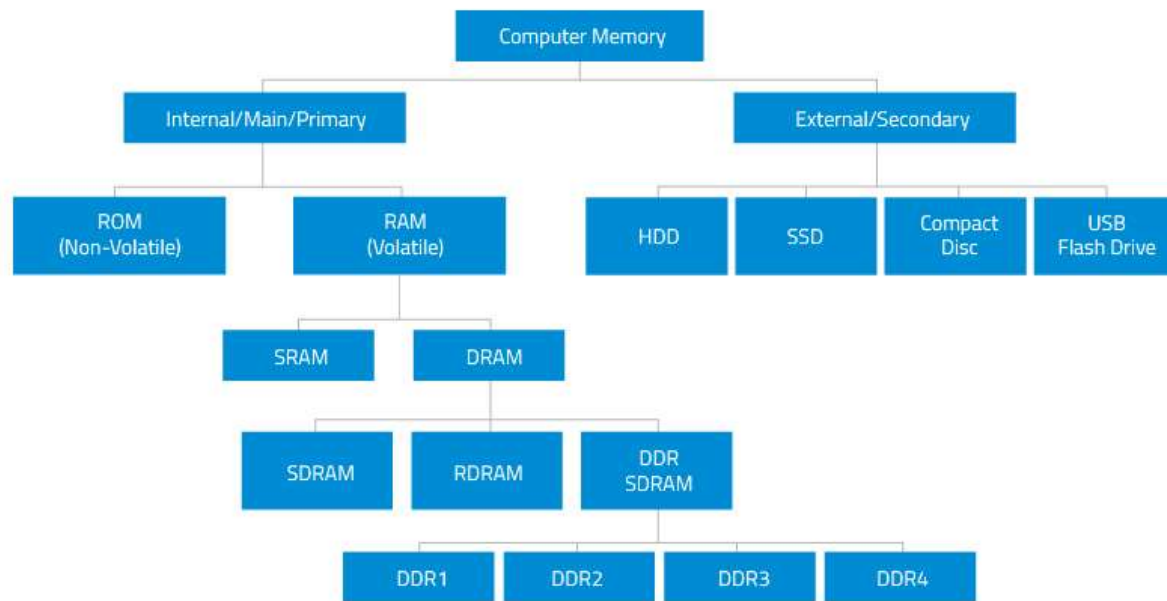 Computer Memory
Internal/Main/Primary
External/Secondary
ROM
(Non-Volatile)
RAM
(Volatile)
HDD
SSD
Compact
Disc
USB
Flash Drive
SRAM
DRAM
SDRAM
RDRAM
DDR
SDRAM
DDR1
DDR2
DDR3
DDR4